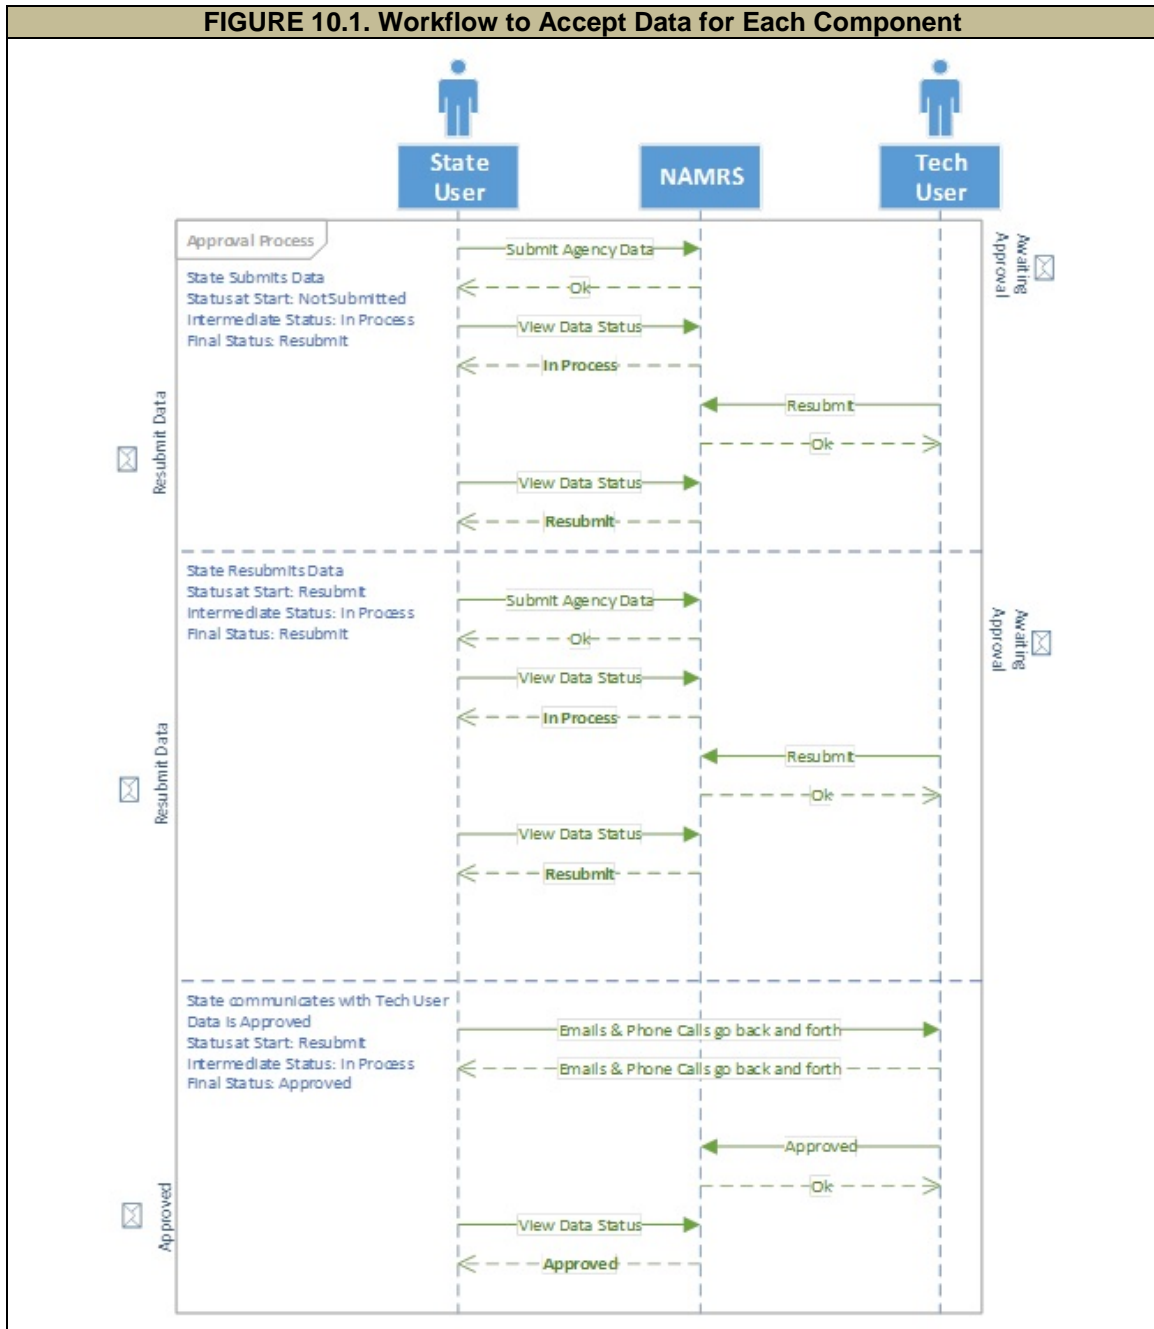 FIGURE 10.1. Workflow to Accept Data for Each Component
State
User
NAMRS
Tech
User
Approval Process
State Submits Data
Status at Start: Not Submitted
Intermediate Status: In Process
Final Status: Resubmit
Submit Agency Data
Ok
View Data Status
In Process
Resubmit
Ok
View Data Status
Resubmit
Awaiting
Approval
Resubmit Data
State Resubmits Data
Status at Start: Resubmit
Intermediate Status: In Process
Final Status: Resubmit
Submit Agency Data
Ok
View Data Status
In Process
Resubmit
Ok
View Data Status
Resubmit
Awaiting
Approval
Resubmit Data
State communicates with Tech User
Data is Approved
Status at Start: Resubmit
Intermediate Status: In Process
Final Status: Approved
Emails & Phone Calls go back and forth
Emails & Phone Calls go back and forth
Approved
Ok
View Data Status
Approved
Approved